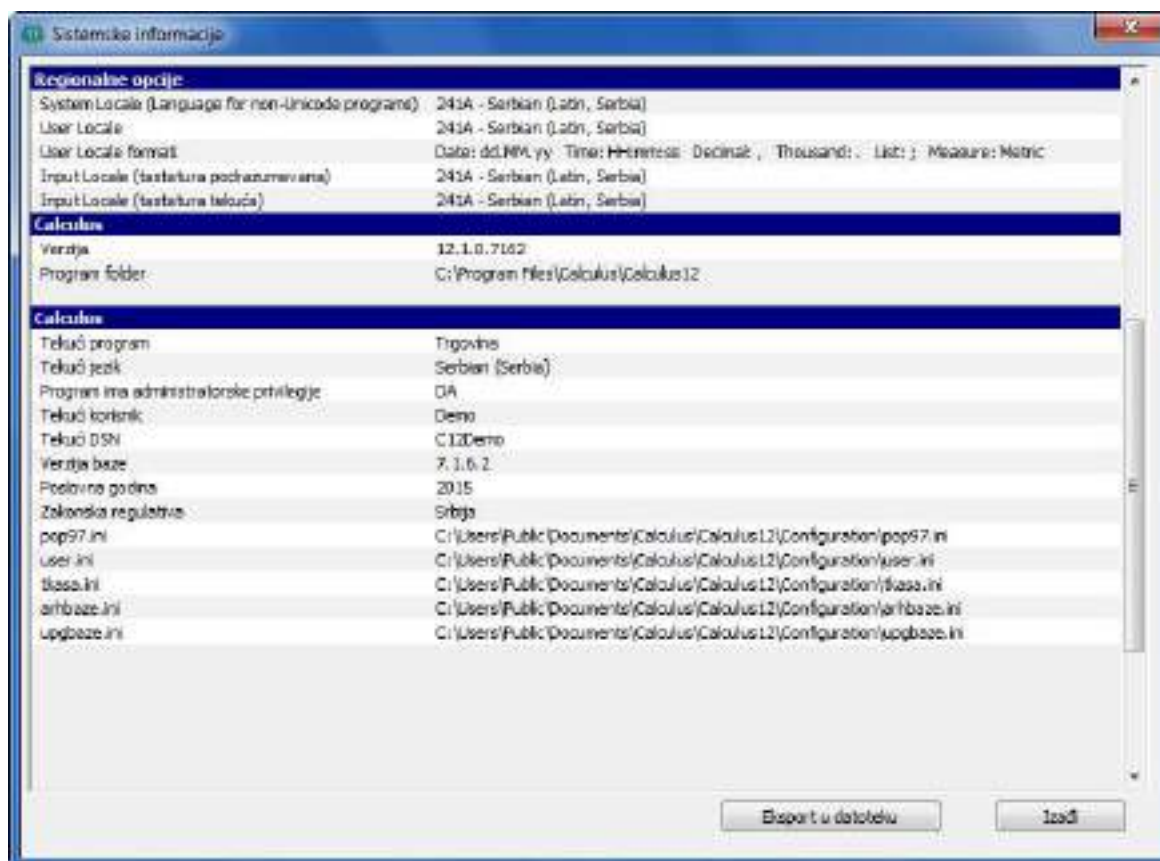 Sistemske informacije
Regionalne opcije
System Locale (Language for non-Unicode programs) 241A - Serbian (Latin, Serbia)
User Locale 241A - Serbian (Latin, Serbia)
User Locale format Date: dd.MM.yy Time: HH:mm:ss Decimal: , Thousand: . List: ; Measure: Metric
Input Locale (tastatura podrazumevana) 241A - Serbian (Latin, Serbia)
Input Locale (tastatura tekuća) 241A - Serbian (Latin, Serbia)
Calculus
Verzija 12.1.0.7162
Program folder C:\Program Files\Calculus\Calculus12
Calculus
Tekući program Trgovina
Tekući jezik Serbian (Serbia)
Program ima administratorske privilegije DA
Tekući korisnik Demo
Tekući DSN C12Demo
Verzija baze 7.1.6.2
Poslovna godina 2015
Zakonska regulativa Srbija
pop97.ini C:\Users\Public\Documents\Calculus\Calculus12\Configuration\pop97.ini
user.ini C:\Users\Public\Documents\Calculus\Calculus12\Configuration\user.ini
tkasa.ini C:\Users\Public\Documents\Calculus\Calculus12\Configuration\tkasa.ini
arhbaze.ini C:\Users\Public\Documents\Calculus\Calculus12\Configuration\arhbaze.ini
upgbaze.ini C:\Users\Public\Documents\Calculus\Calculus12\Configuration\upgbaze.ini
Eksport u datoteku Izađi